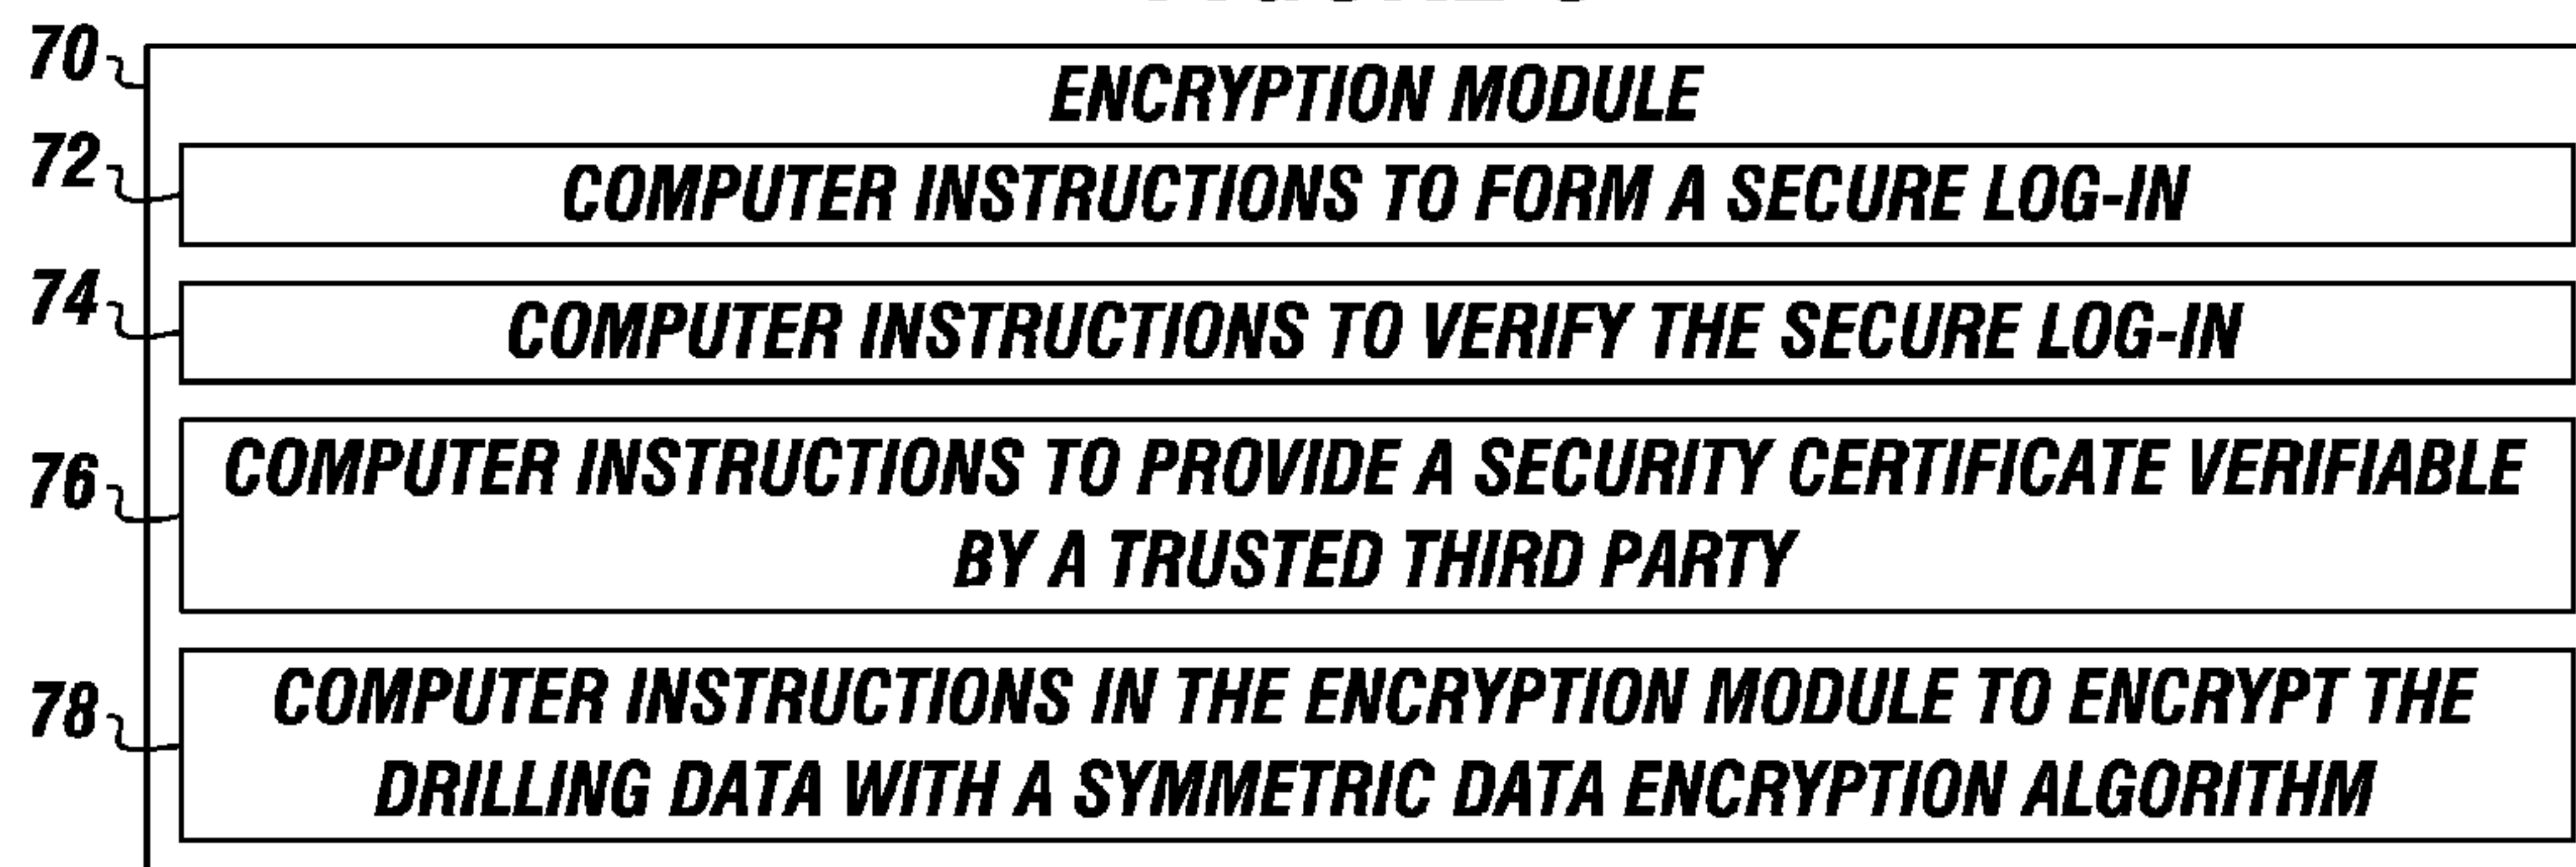 70
ENCRYPTION MODULE
72
COMPUTER INSTRUCTIONS TO FORM A SECURE LOG-IN
74
COMPUTER INSTRUCTIONS TO VERIFY THE SECURE LOG-IN
76
COMPUTER INSTRUCTIONS TO PROVIDE A SECURITY CERTIFICATE VERIFIABLE
BY A TRUSTED THIRD PARTY
78
COMPUTER INSTRUCTIONS IN THE ENCRYPTION MODULE TO ENCRYPT THE
DRILLING DATA WITH A SYMMETRIC DATA ENCRYPTION ALGORITHM